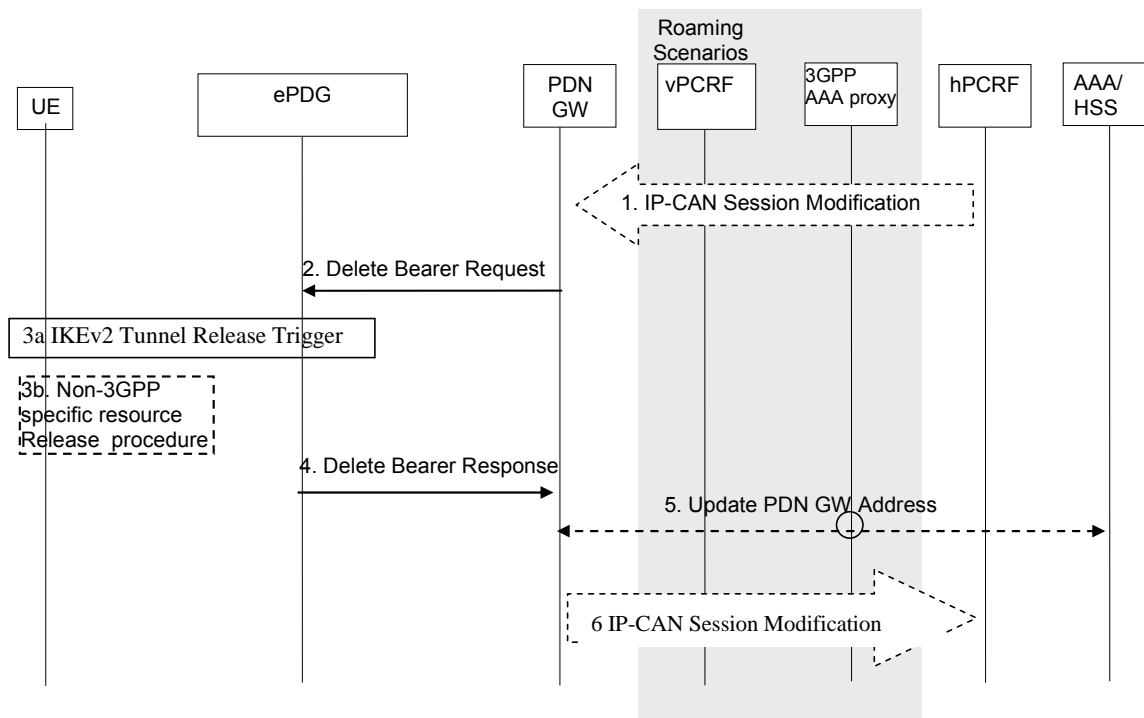 Roaming
Scenarios
UE
ePDG
PDN
GW
vPCRF
3GPP
AAA proxy
hPCRF
AAA/
HSS
1. IP-CAN Session Modification
2. Delete Bearer Request
3a IKEv2 Tunnel Release Trigger
3b. Non-3GPP
specific resource
Release procedure
4. Delete Bearer Response
5. Update PDN GW Address
6 IP-CAN Session Modification